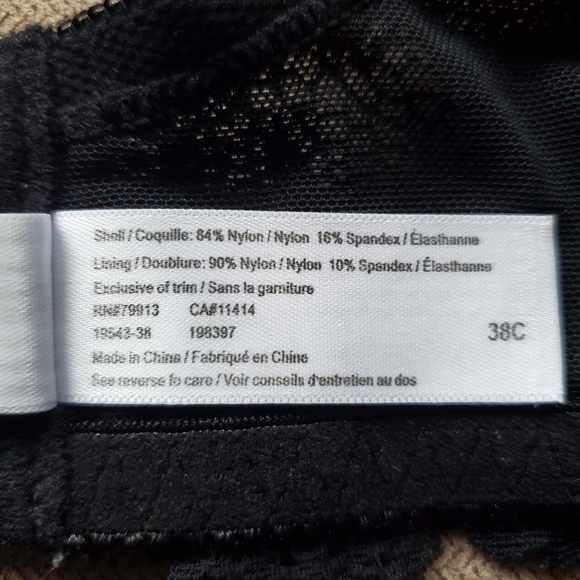 Shell / Coquille: 84% Nylon / Nylon 16% Spandex / Élasthanne
Lining / Doublure: 90% Nylon / Nylon 10% Spandex / Élasthanne
Exclusive of trim / Sans la garniture
RN#79913 CA#11414
19543-38 198397
38C
Made in China / Fabriqué en Chine
See reverse fo care / Voir conseils d'entretien au dos